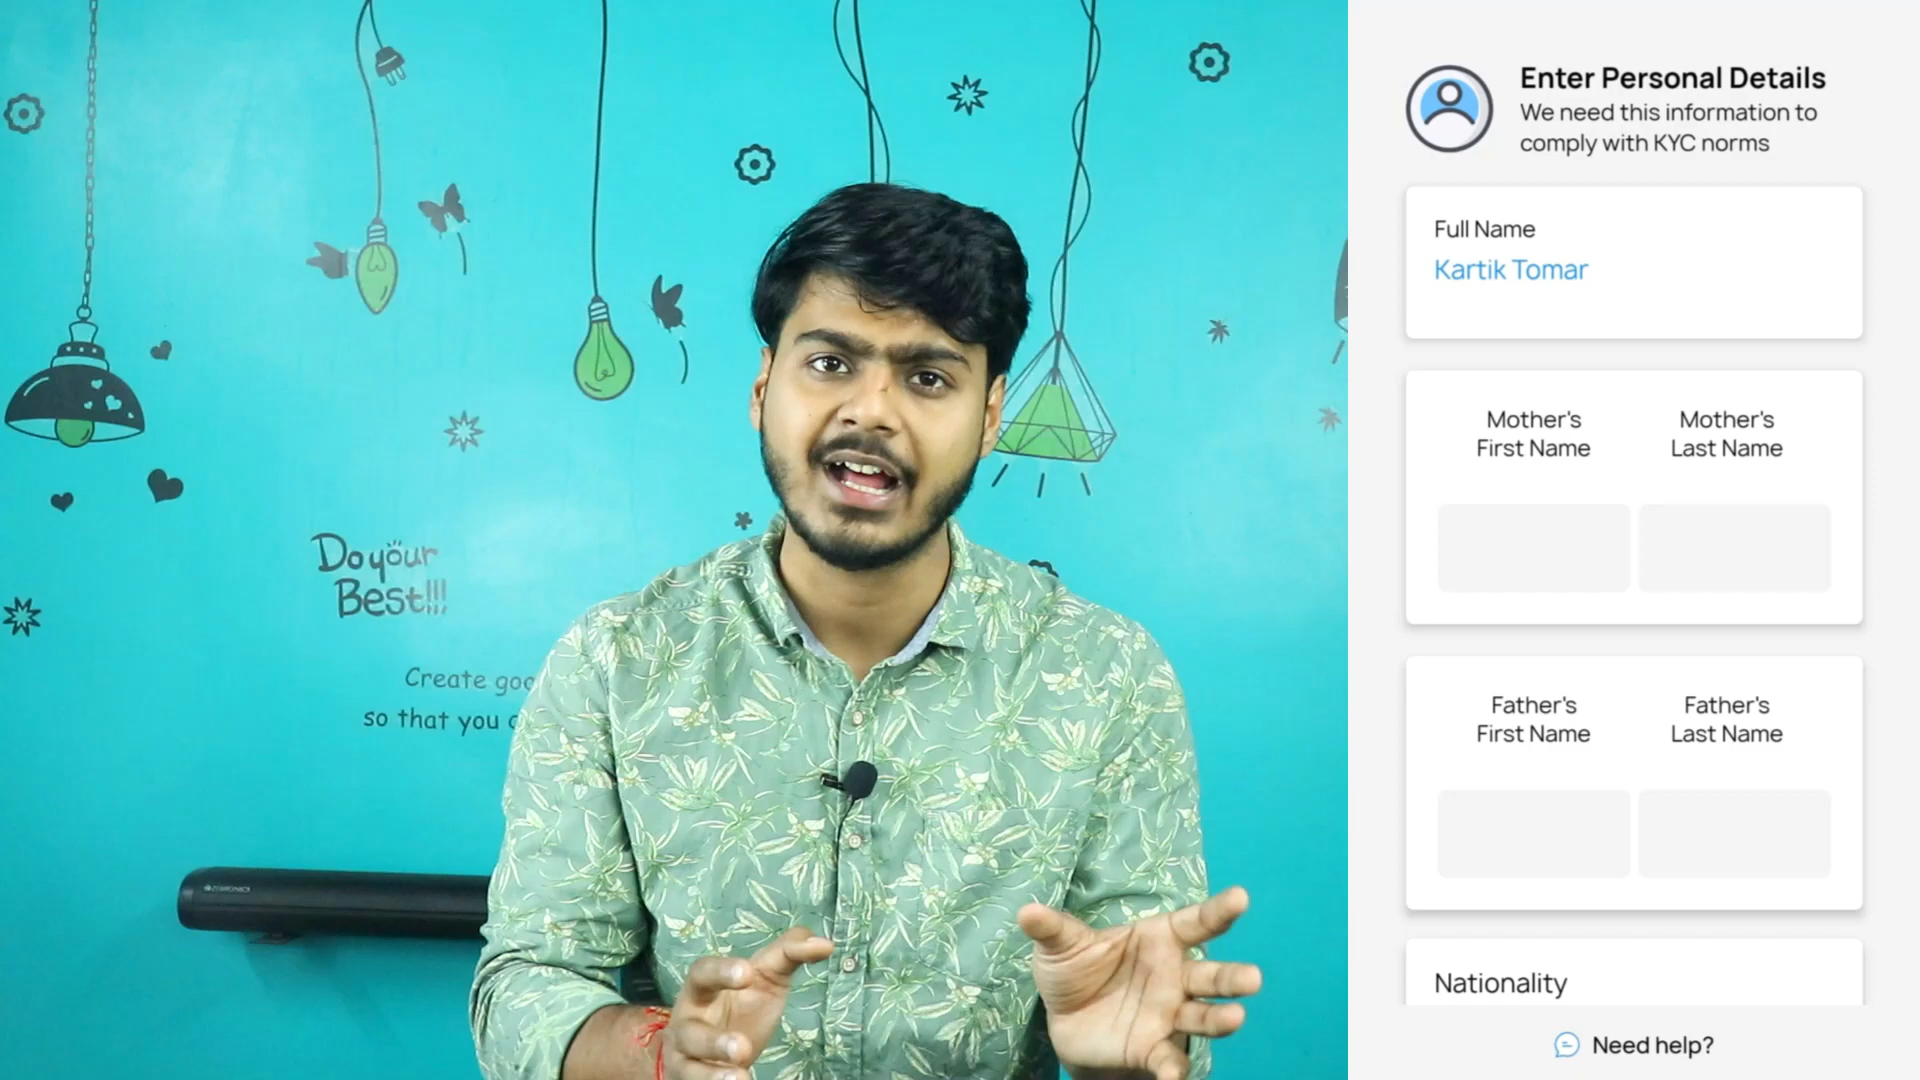 Do your
Best!!!
Create goo
so that you
ZEBRONICS
Enter Personal Details
We need this information to
comply with KYC norms
Full Name
Kartik Tomar
Mother's
First Name
Mother's
Last Name
Father's
First Name
Father's
Last Name
Nationality
Need help?